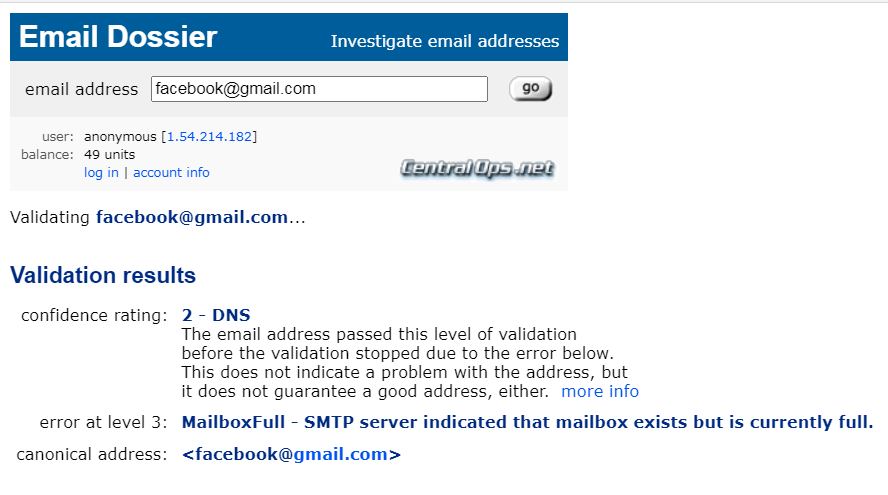 Email Dossier
Investigate email addresses
email address facebook@gmail.com go
user: anonymous [1.54.214.182]
balance: 49 units
log in | account info
CentralOps.net
Validating facebook@gmail.com...
Validation results
confidence rating: 2 - DNS
The email address passed this level of validation
before the validation stopped due to the error below.
This does not indicate a problem with the address, but
it does not guarantee a good address, either. more info
error at level 3: MailboxFull - SMTP server indicated that mailbox exists but is currently full.
canonical address: <facebook@gmail.com>